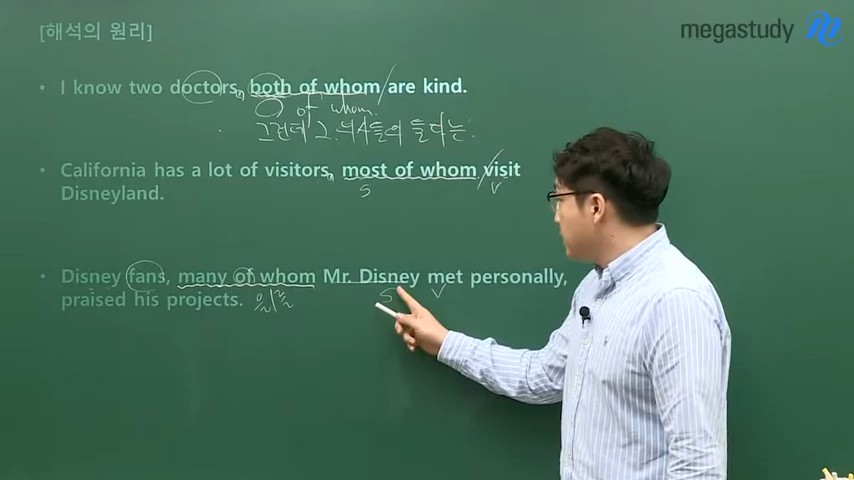 [해석의 원리]
megastudy
• I know two doctors, both of whom are kind.
of whom.
그런데 그 의사들의 둘 다는
• California has a lot of visitors, most of whom visit
S V
Disneyland.
• Disney fans, many of whom Mr. Disney met personally,
S V
praised his projects.